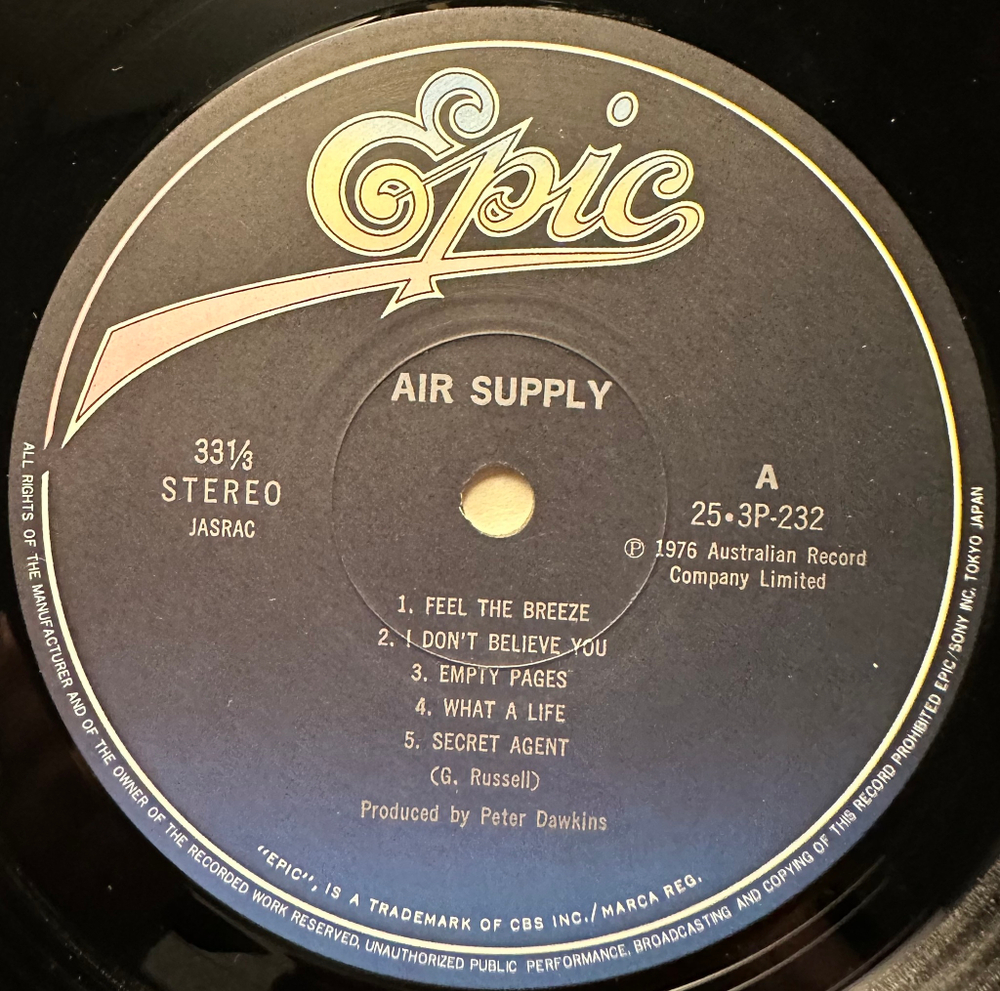 Epic
AIR SUPPLY
33⅓
STEREO
JASRAC
A
25•3P-232
Ⓟ 1976 Australian Record
Company Limited
1. FEEL THE BREEZE
2. I DON'T BELIEVE YOU
3. EMPTY PAGES
4. WHAT A LIFE
5. SECRET AGENT
(G. Russell)
Produced by Peter Dawkins
"EPIC", IS A TRADEMARK OF CBS INC./MARCA REG.
ALL RIGHTS OF THE MANUFACTURER AND OF THE OWNER OF THE RECORDED WORK RESERVED, UNAUTHORIZED PUBLIC PERFORMANCE, BROADCASTING AND COPYING OF THIS RECORD PROHIBITED EPIC/SONY INC. TOKYO JAPAN